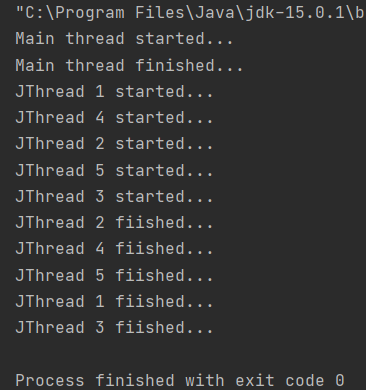 "C:\Program Files\Java\jdk-15.0.1\b
Main thread started...
Main thread finished...
JThread 1 started...
JThread 4 started...
JThread 2 started...
JThread 5 started...
JThread 3 started...
JThread 2 fiished...
JThread 4 fiished...
JThread 5 fiished...
JThread 1 fiished...
JThread 3 fiished...
Process finished with exit code 0